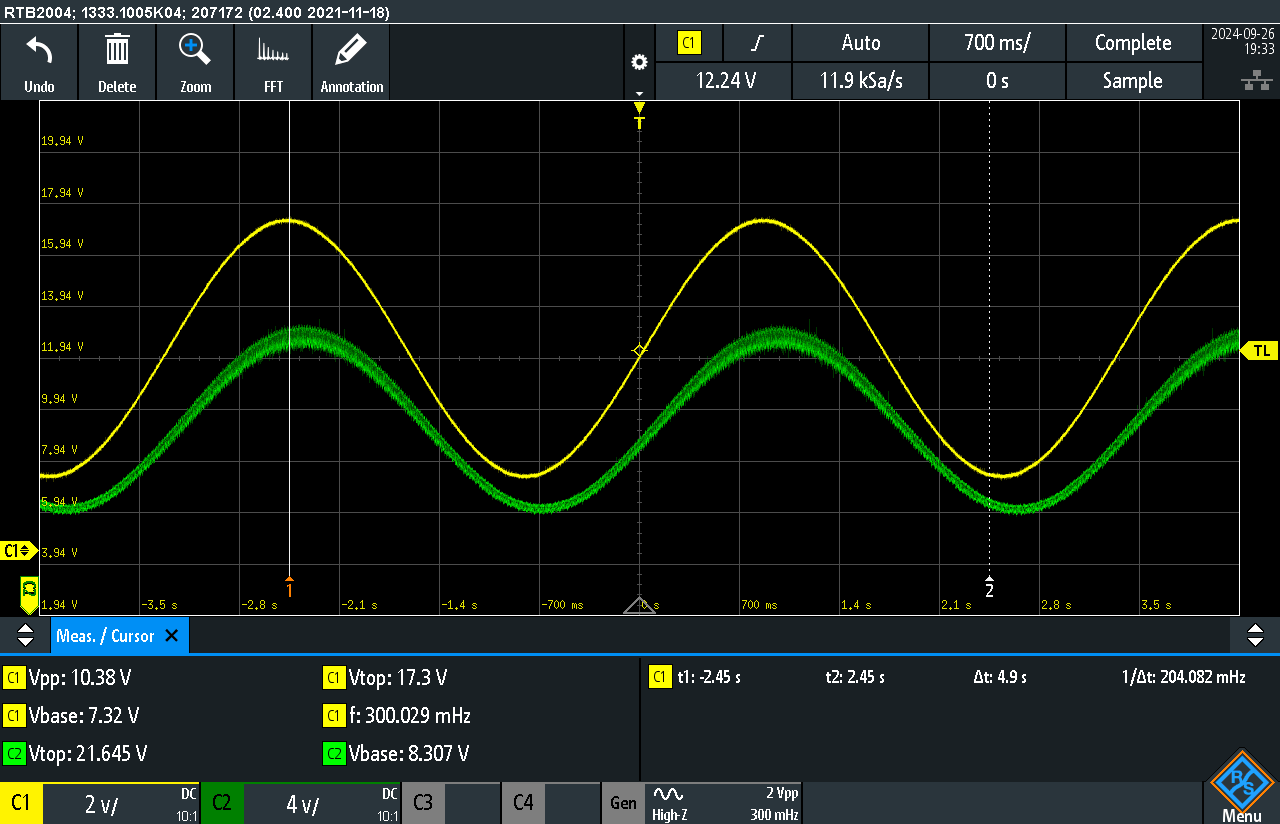 RTB2004; 1333.1005K04; 207172 (02.400 2021-11-18)
Undo
Delete
Zoom
FFT
Annotation
C1
Auto
700 ms/
Complete
12.24 V
11.9 kSa/s
0 s
Sample
2024-09-26
19:33
T
19.94 V
17.94 V
15.94 V
13.94 V
11.94 V
TL
9.94 V
7.94 V
5.94 V
C1
3.94 V
1
2
1.94 V
-3.5 s
-2.8 s
-2.1 s
-1.4 s
-700 ms
0 s
700 ms
1.4 s
2.1 s
2.8 s
3.5 s
Meas. / Cursor
C1 Vpp: 10.38 V
C1 Vtop: 17.3 V
C1 t1: -2.45 s
t2: 2.45 s
Δt: 4.9 s
1/Δt: 204.082 mHz
C1 Vbase: 7.32 V
C1 f: 300.029 mHz
C2 Vtop: 21.645 V
C2 Vbase: 8.307 V
C1
2 V/
DC
10:1
C2
4 V/
DC
10:1
C3
C4
Gen
High-Z
2 Vpp
300 mHz
R&S
Menu